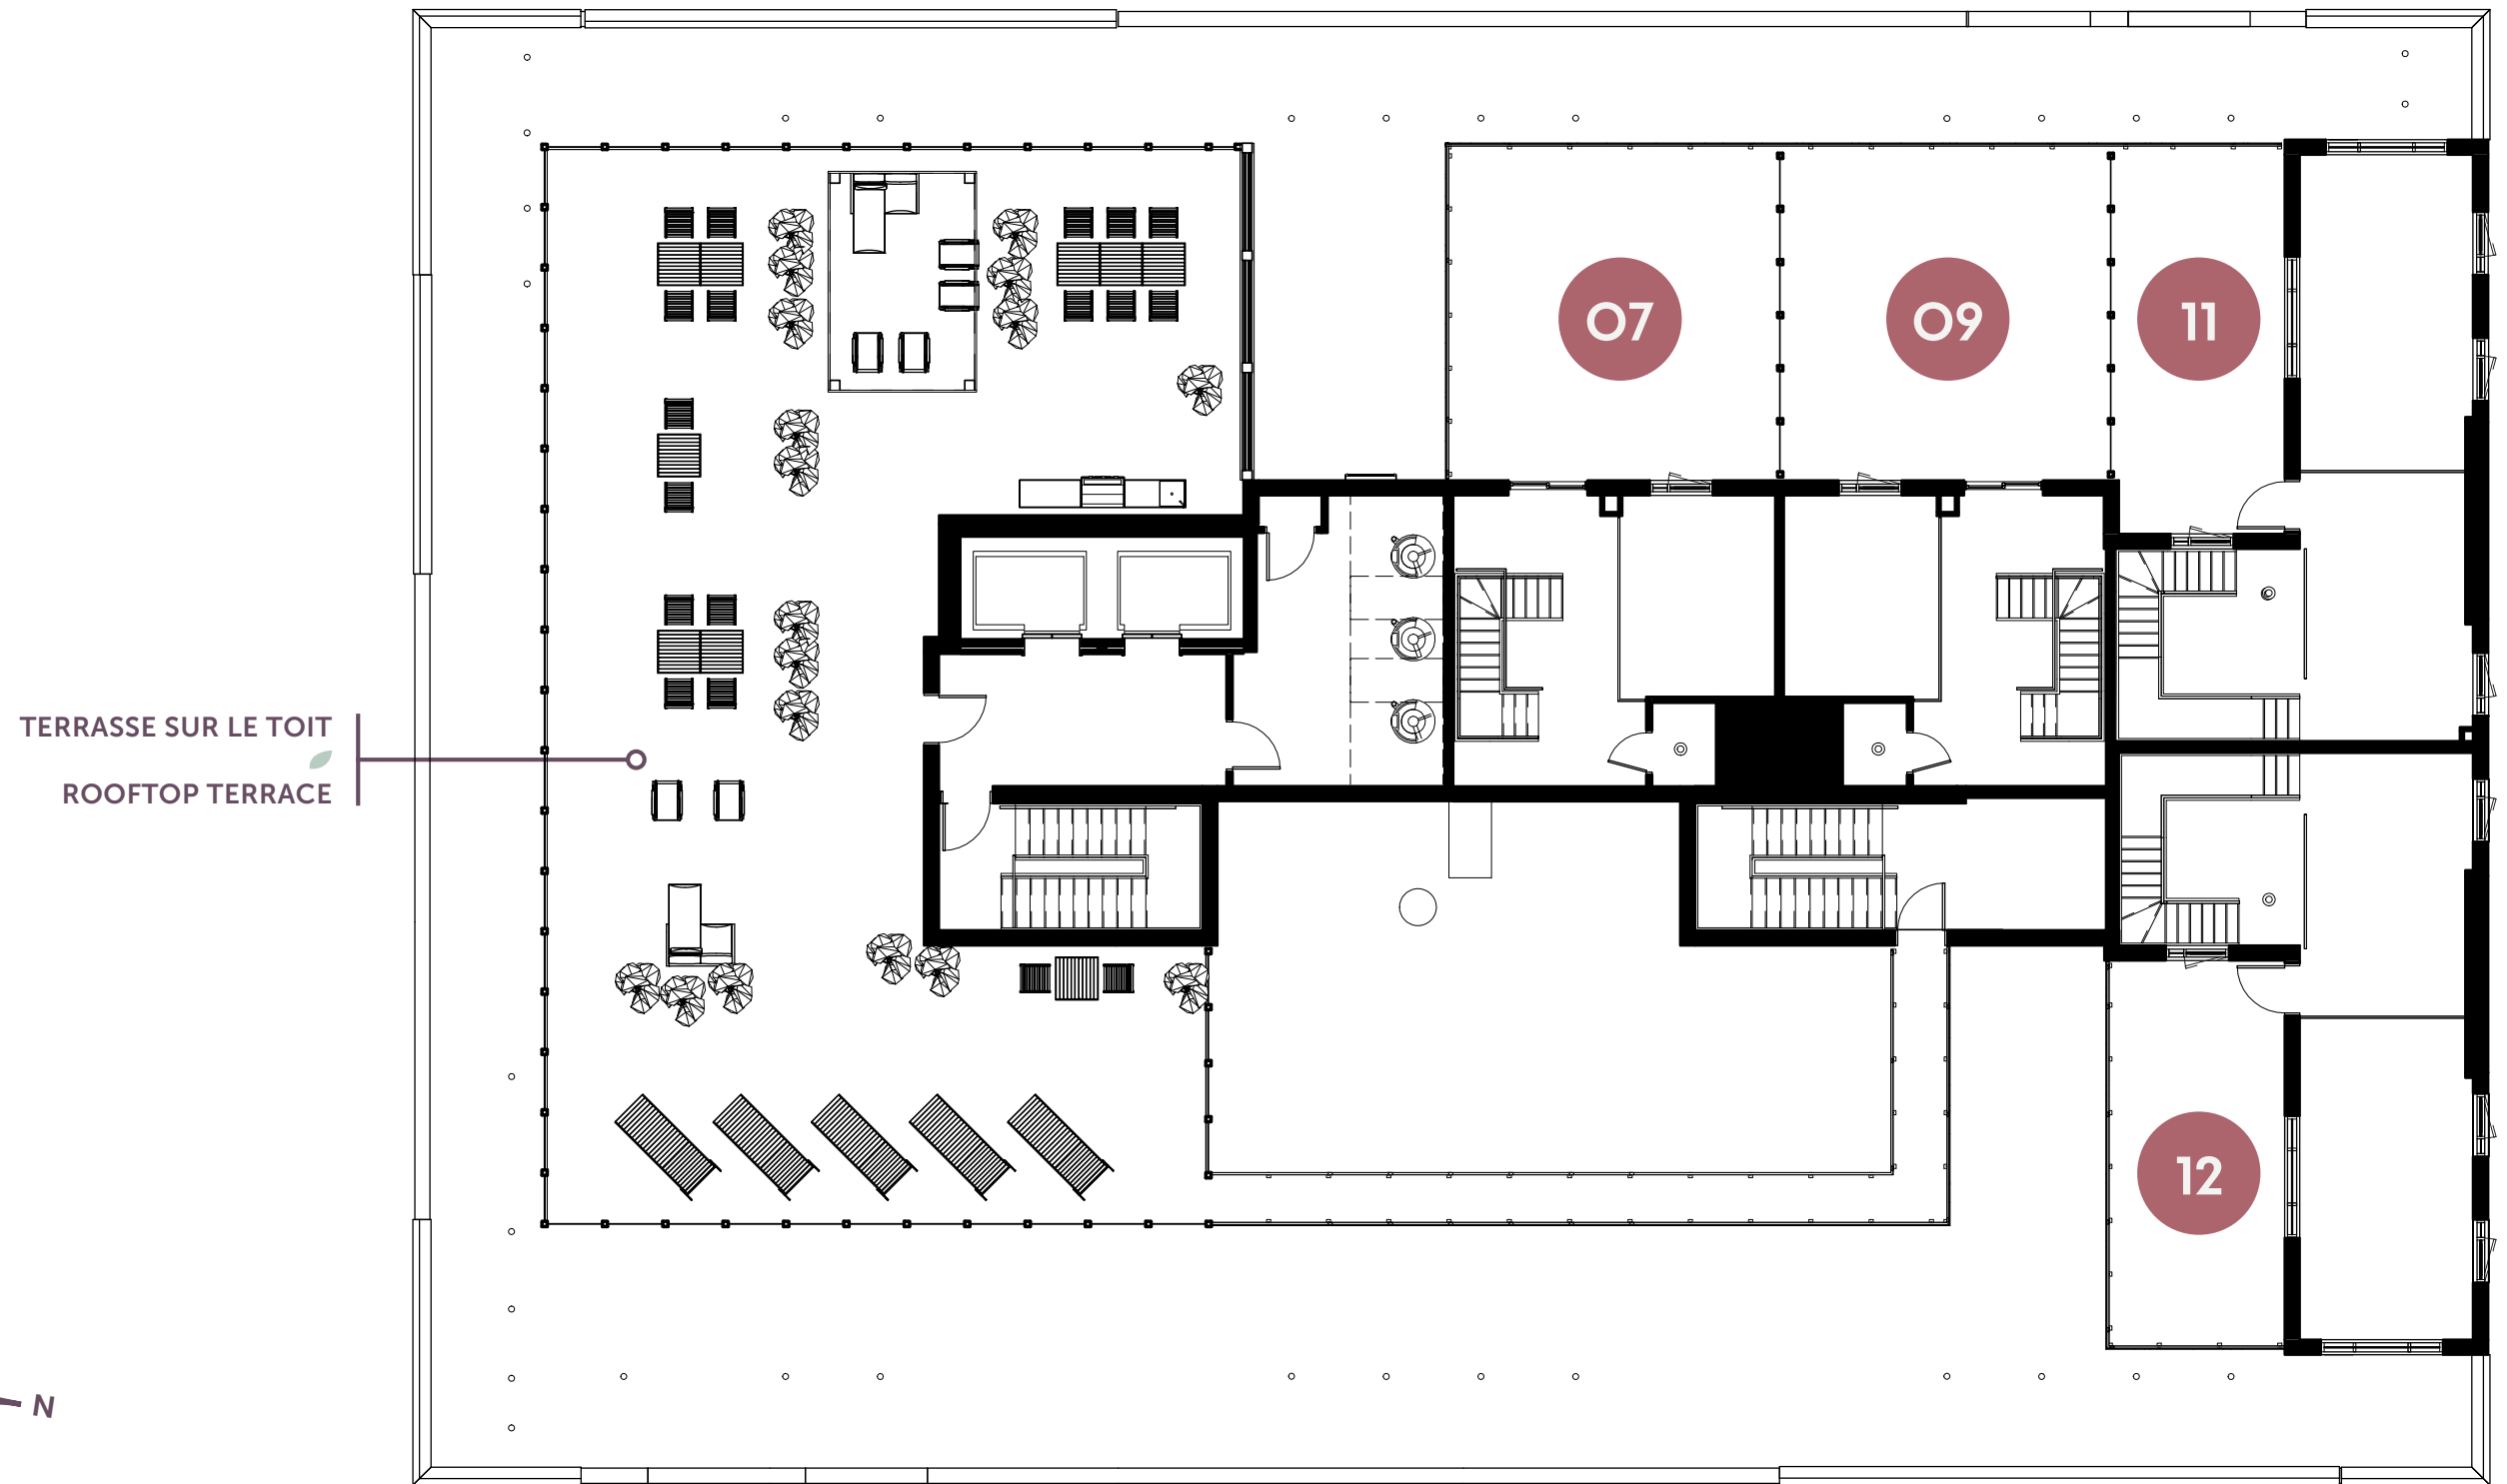 07
09
11
TERRASSE SUR LE TOIT
ROOFTOP TERRACE
12
N